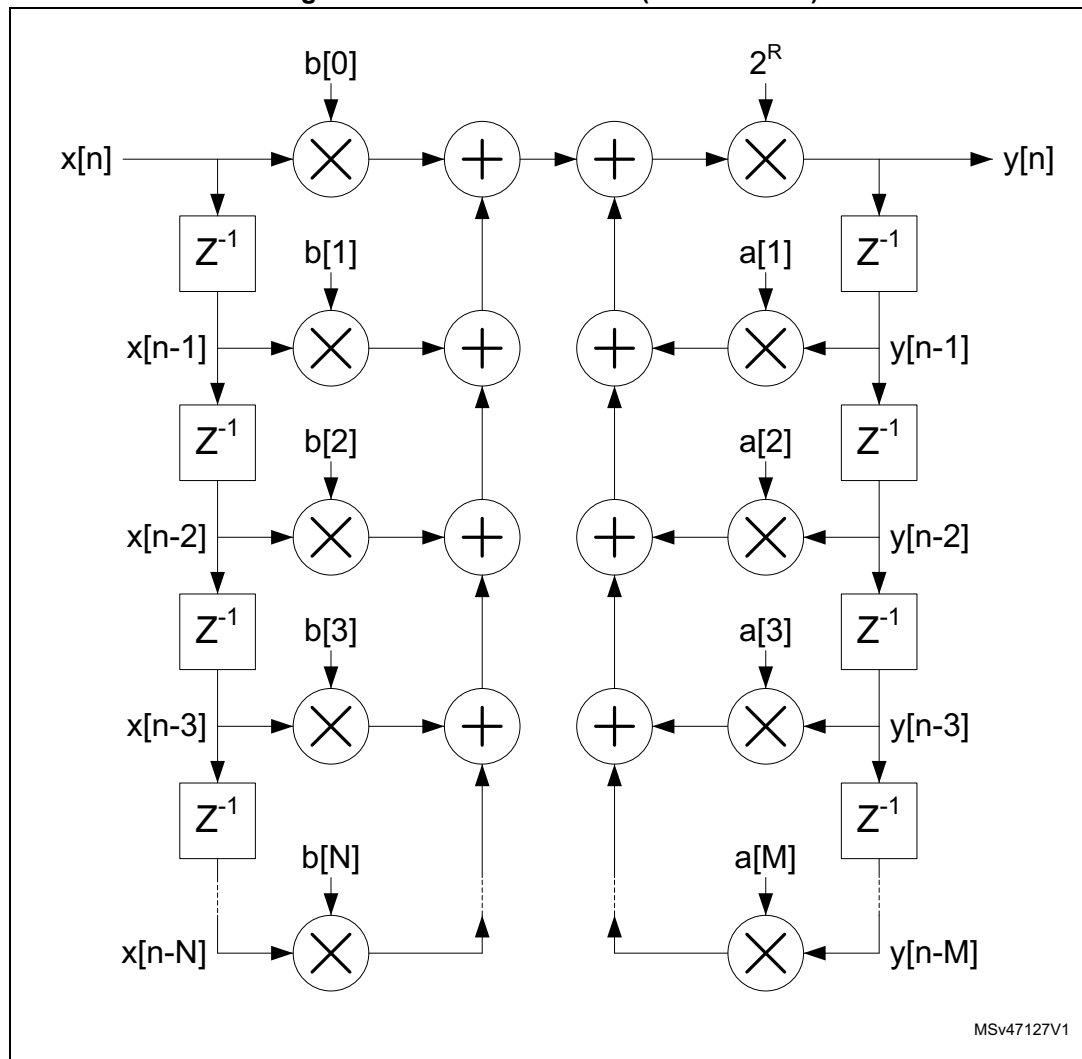 b[0] 2^R
x[n] y[n]
Z^-1 Z^-1
b[1] a[1]
x[n-1] y[n-1]
Z^-1 Z^-1
b[2] a[2]
x[n-2] y[n-2]
Z^-1 Z^-1
b[3] a[3]
x[n-3] y[n-3]
Z^-1 Z^-1
b[N] a[M]
x[n-N] y[n-M]
MSv47127V1